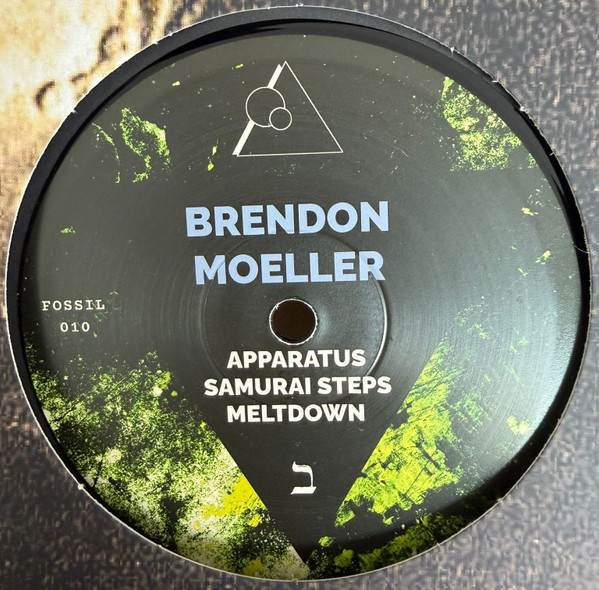 BRENDON
MOELLER
FOSSIL
010
APPARATUS
SAMURAI STEPS
MELTDOWN
ב